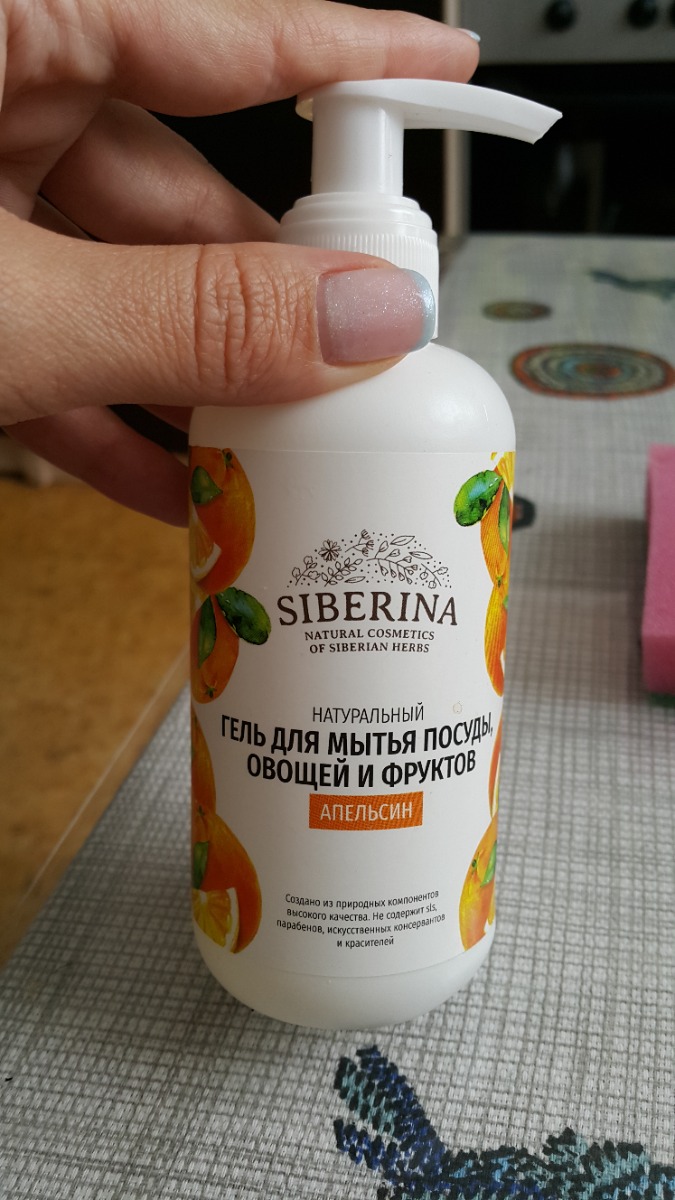 SIBERINA
NATURAL COSMETICS
OF SIBERIAN HERBS
НАТУРАЛЬНЫЙ
ГЕЛЬ ДЛЯ МЫТЬЯ ПОСУДЫ,
ОВОЩЕЙ И ФРУКТОВ
АПЕЛЬСИН
Создано из природных компонентов
высокого качества. Не содержит sls,
парабенов, искусственных консервантов
и красителей